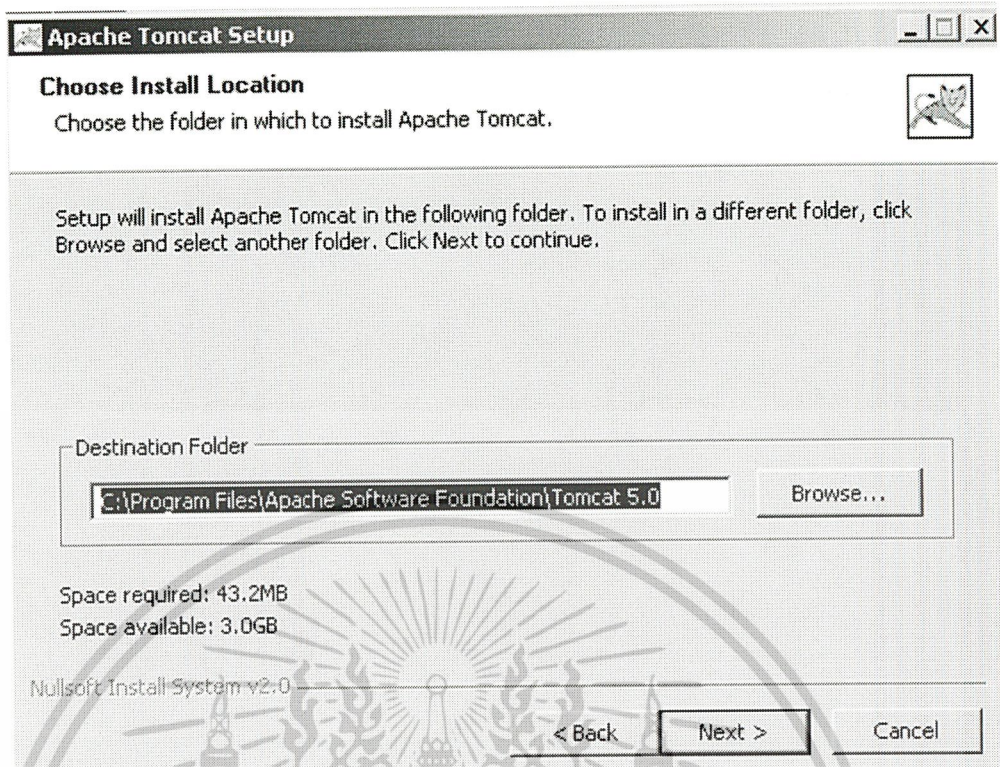 Apache Tomcat Setup
Choose Install Location
Choose the folder in which to install Apache Tomcat.
Setup will install Apache Tomcat in the following folder. To install in a different folder, click
Browse and select another folder. Click Next to continue.
Destination Folder
C:\Program Files\Apache Software Foundation\Tomcat 5.0
Browse...
Space required: 43.2MB
Space available: 3.0GB
Nullsoft Install System v2.0
< Back
Next >
Cancel